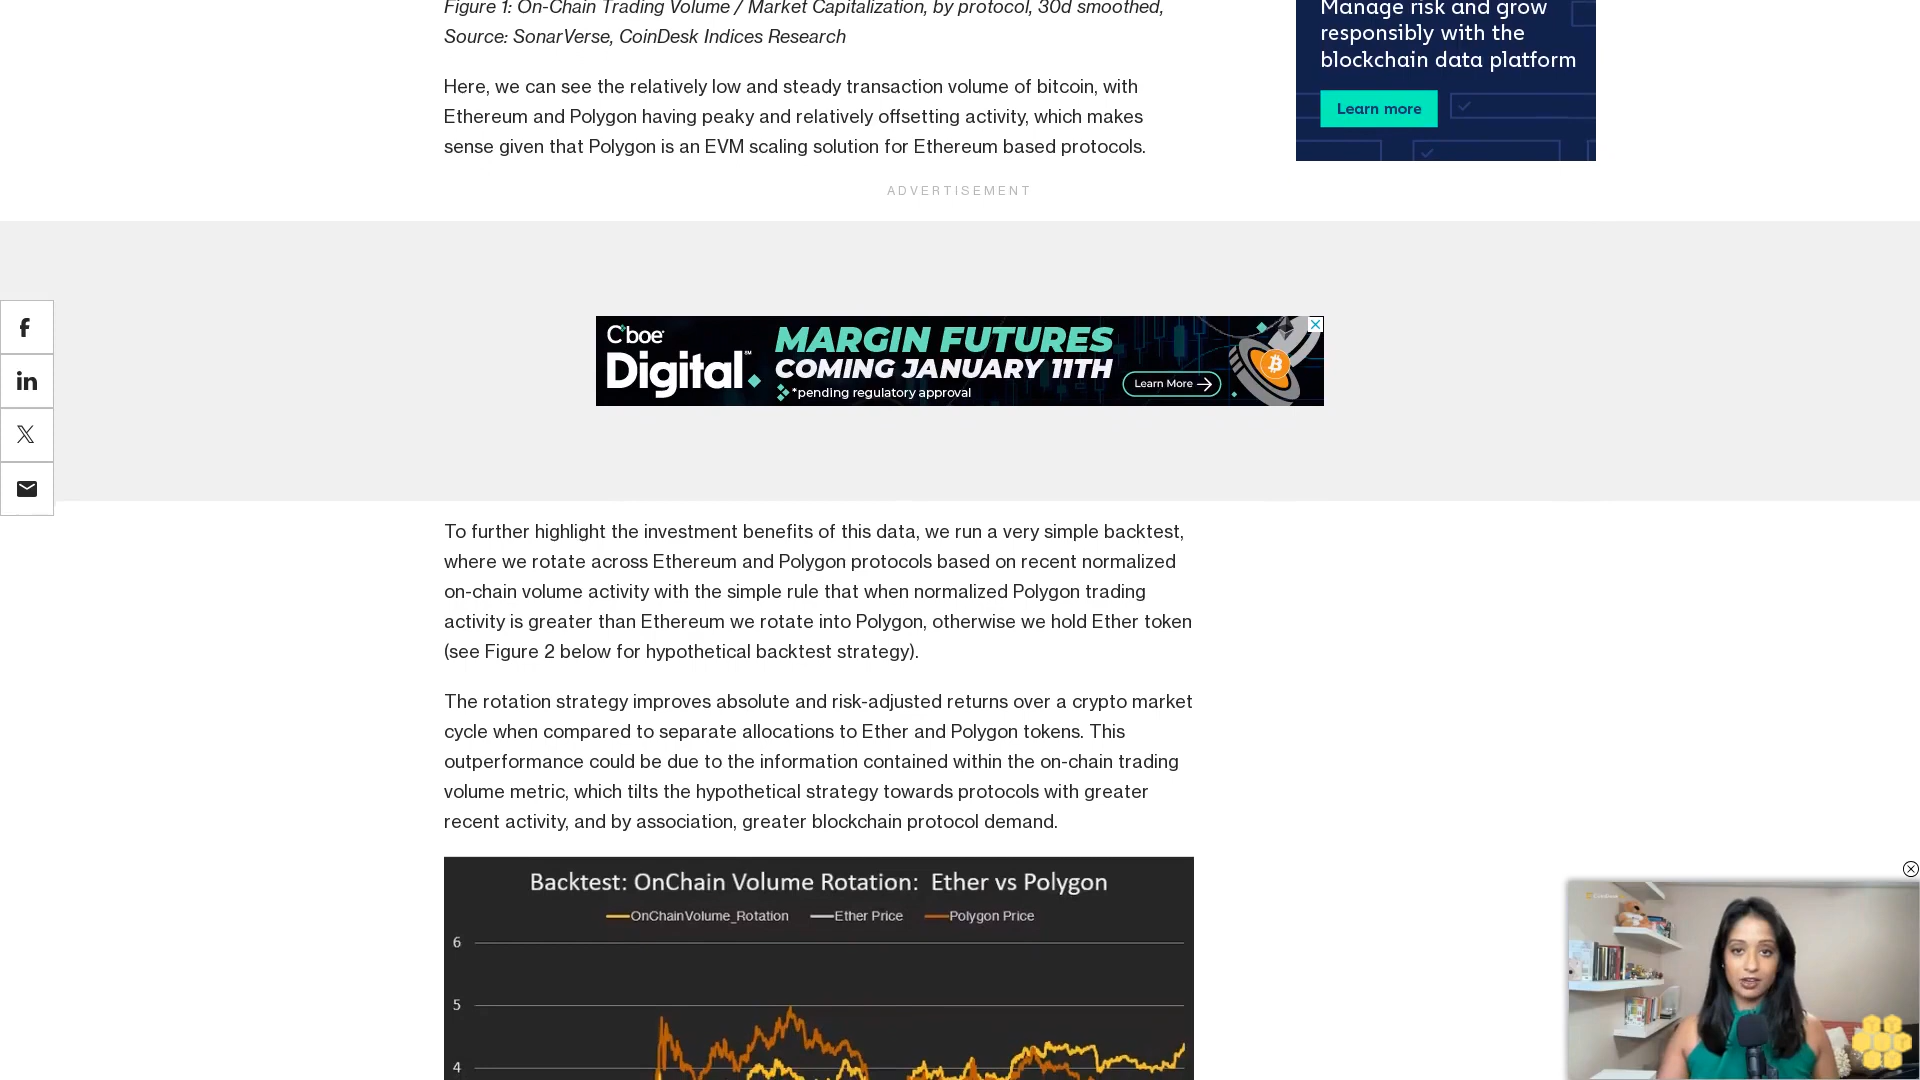 Figure 1: On-Chain Trading Volume / Market Capitalization, by protocol, 30d smoothed,
Source: SonarVerse, CoinDesk Indices Research
Manage risk and grow
responsibly with the
blockchain data platform
Learn more
Here, we can see the relatively low and steady transaction volume of bitcoin, with
Ethereum and Polygon having peaky and relatively offsetting activity, which makes
sense given that Polygon is an EVM scaling solution for Ethereum based protocols.
ADVERTISEMENT
Cboe
Digital™
MARGIN FUTURES
COMING JANUARY 11TH
*pending regulatory approval
Learn More
To further highlight the investment benefits of this data, we run a very simple backtest,
where we rotate across Ethereum and Polygon protocols based on recent normalized
on-chain volume activity with the simple rule that when normalized Polygon trading
activity is greater than Ethereum we rotate into Polygon, otherwise we hold Ether token
(see Figure 2 below for hypothetical backtest strategy).
The rotation strategy improves absolute and risk-adjusted returns over a crypto market
cycle when compared to separate allocations to Ether and Polygon tokens. This
outperformance could be due to the information contained within the on-chain trading
volume metric, which tilts the hypothetical strategy towards protocols with greater
recent activity, and by association, greater blockchain protocol demand.
Backtest: OnChain Volume Rotation: Ether vs Polygon
OnChainVolume_Rotation Ether Price Polygon Price
6
5
4